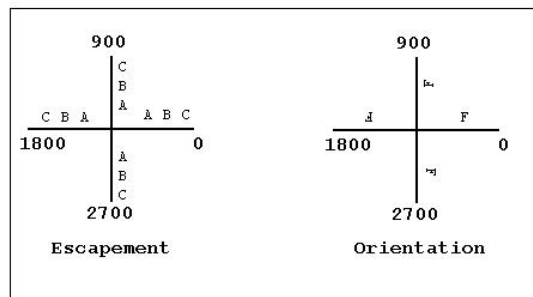 900
C
B
A
C B A A B C
1800 0
A
B
C
2700
Escapement
900
F
F F
1800 0
F
2700
Orientation